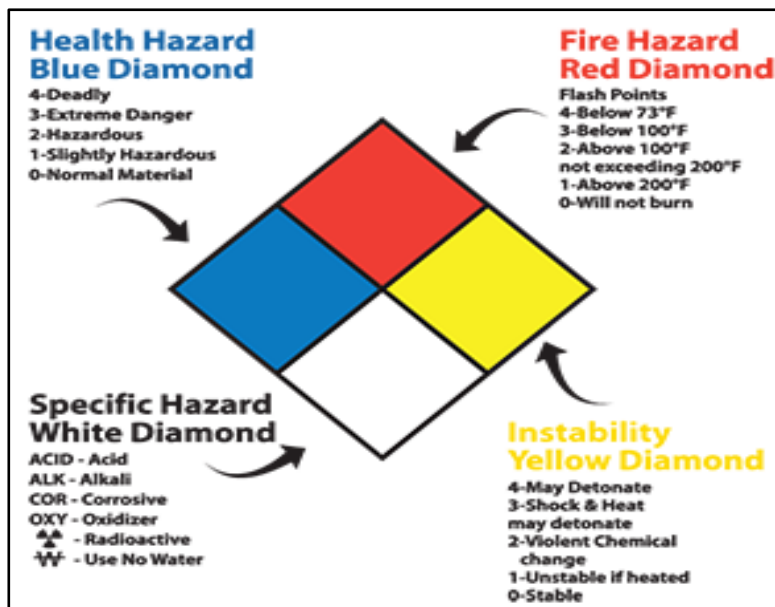 Health Hazard
Blue Diamond
4-Deadly
3-Extreme Danger
2-Hazardous
1-Slightly Hazardous
0-Normal Material
Fire Hazard
Red Diamond
Flash Points
4-Below 73°F
3-Below 100°F
2-Above 100°F
not exceeding 200°F
1-Above 200°F
0-Will not burn
Specific Hazard
White Diamond
ACID - Acid
ALK - Alkali
COR - Corrosive
OXY - Oxidizer
- Radioactive
W - Use No Water
Instability
Yellow Diamond
4-May Detonate
3-Shock & Heat
may detonate
2-Violent Chemical
change
1-Unstable if heated
0-Stable